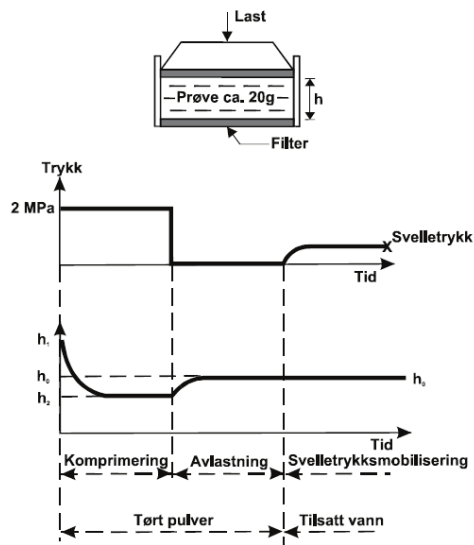 Last
Prøve ca. 20g
h
Filter
Trykk
2 MPa
Svelletrykk
x
Tid
h₁
h₀
h₂
h₀
Tid
Komprimering
Avlastning
Svelletrykksmobilisering
Tørt pulver
Tilsatt vann